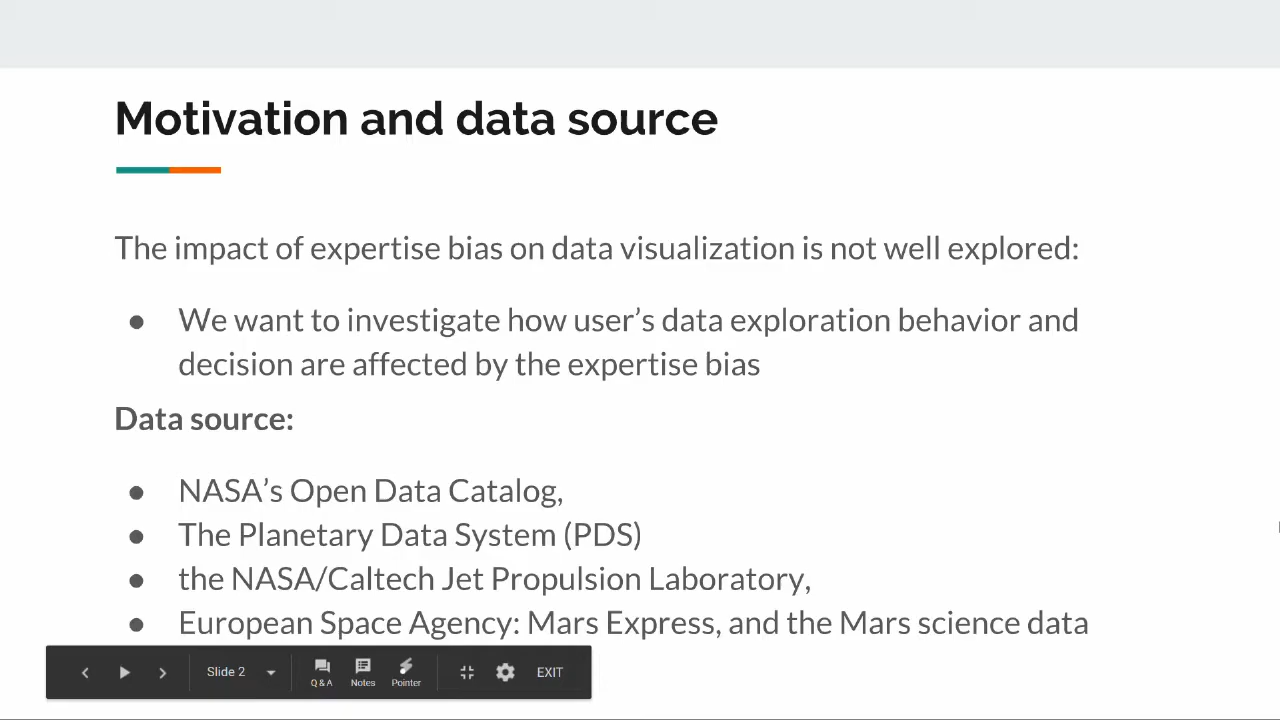 Motivation and data source
The impact of expertise bias on data visualization is not well explored:
● We want to investigate how user’s data exploration behavior and
decision are affected by the expertise bias
Data source:
● NASA’s Open Data Catalog,
● The Planetary Data System (PDS)
● the NASA/Caltech Jet Propulsion Laboratory,
● European Space Agency: Mars Express, and the Mars science data
Slide 2
Q & A
Notes
Pointer
EXIT